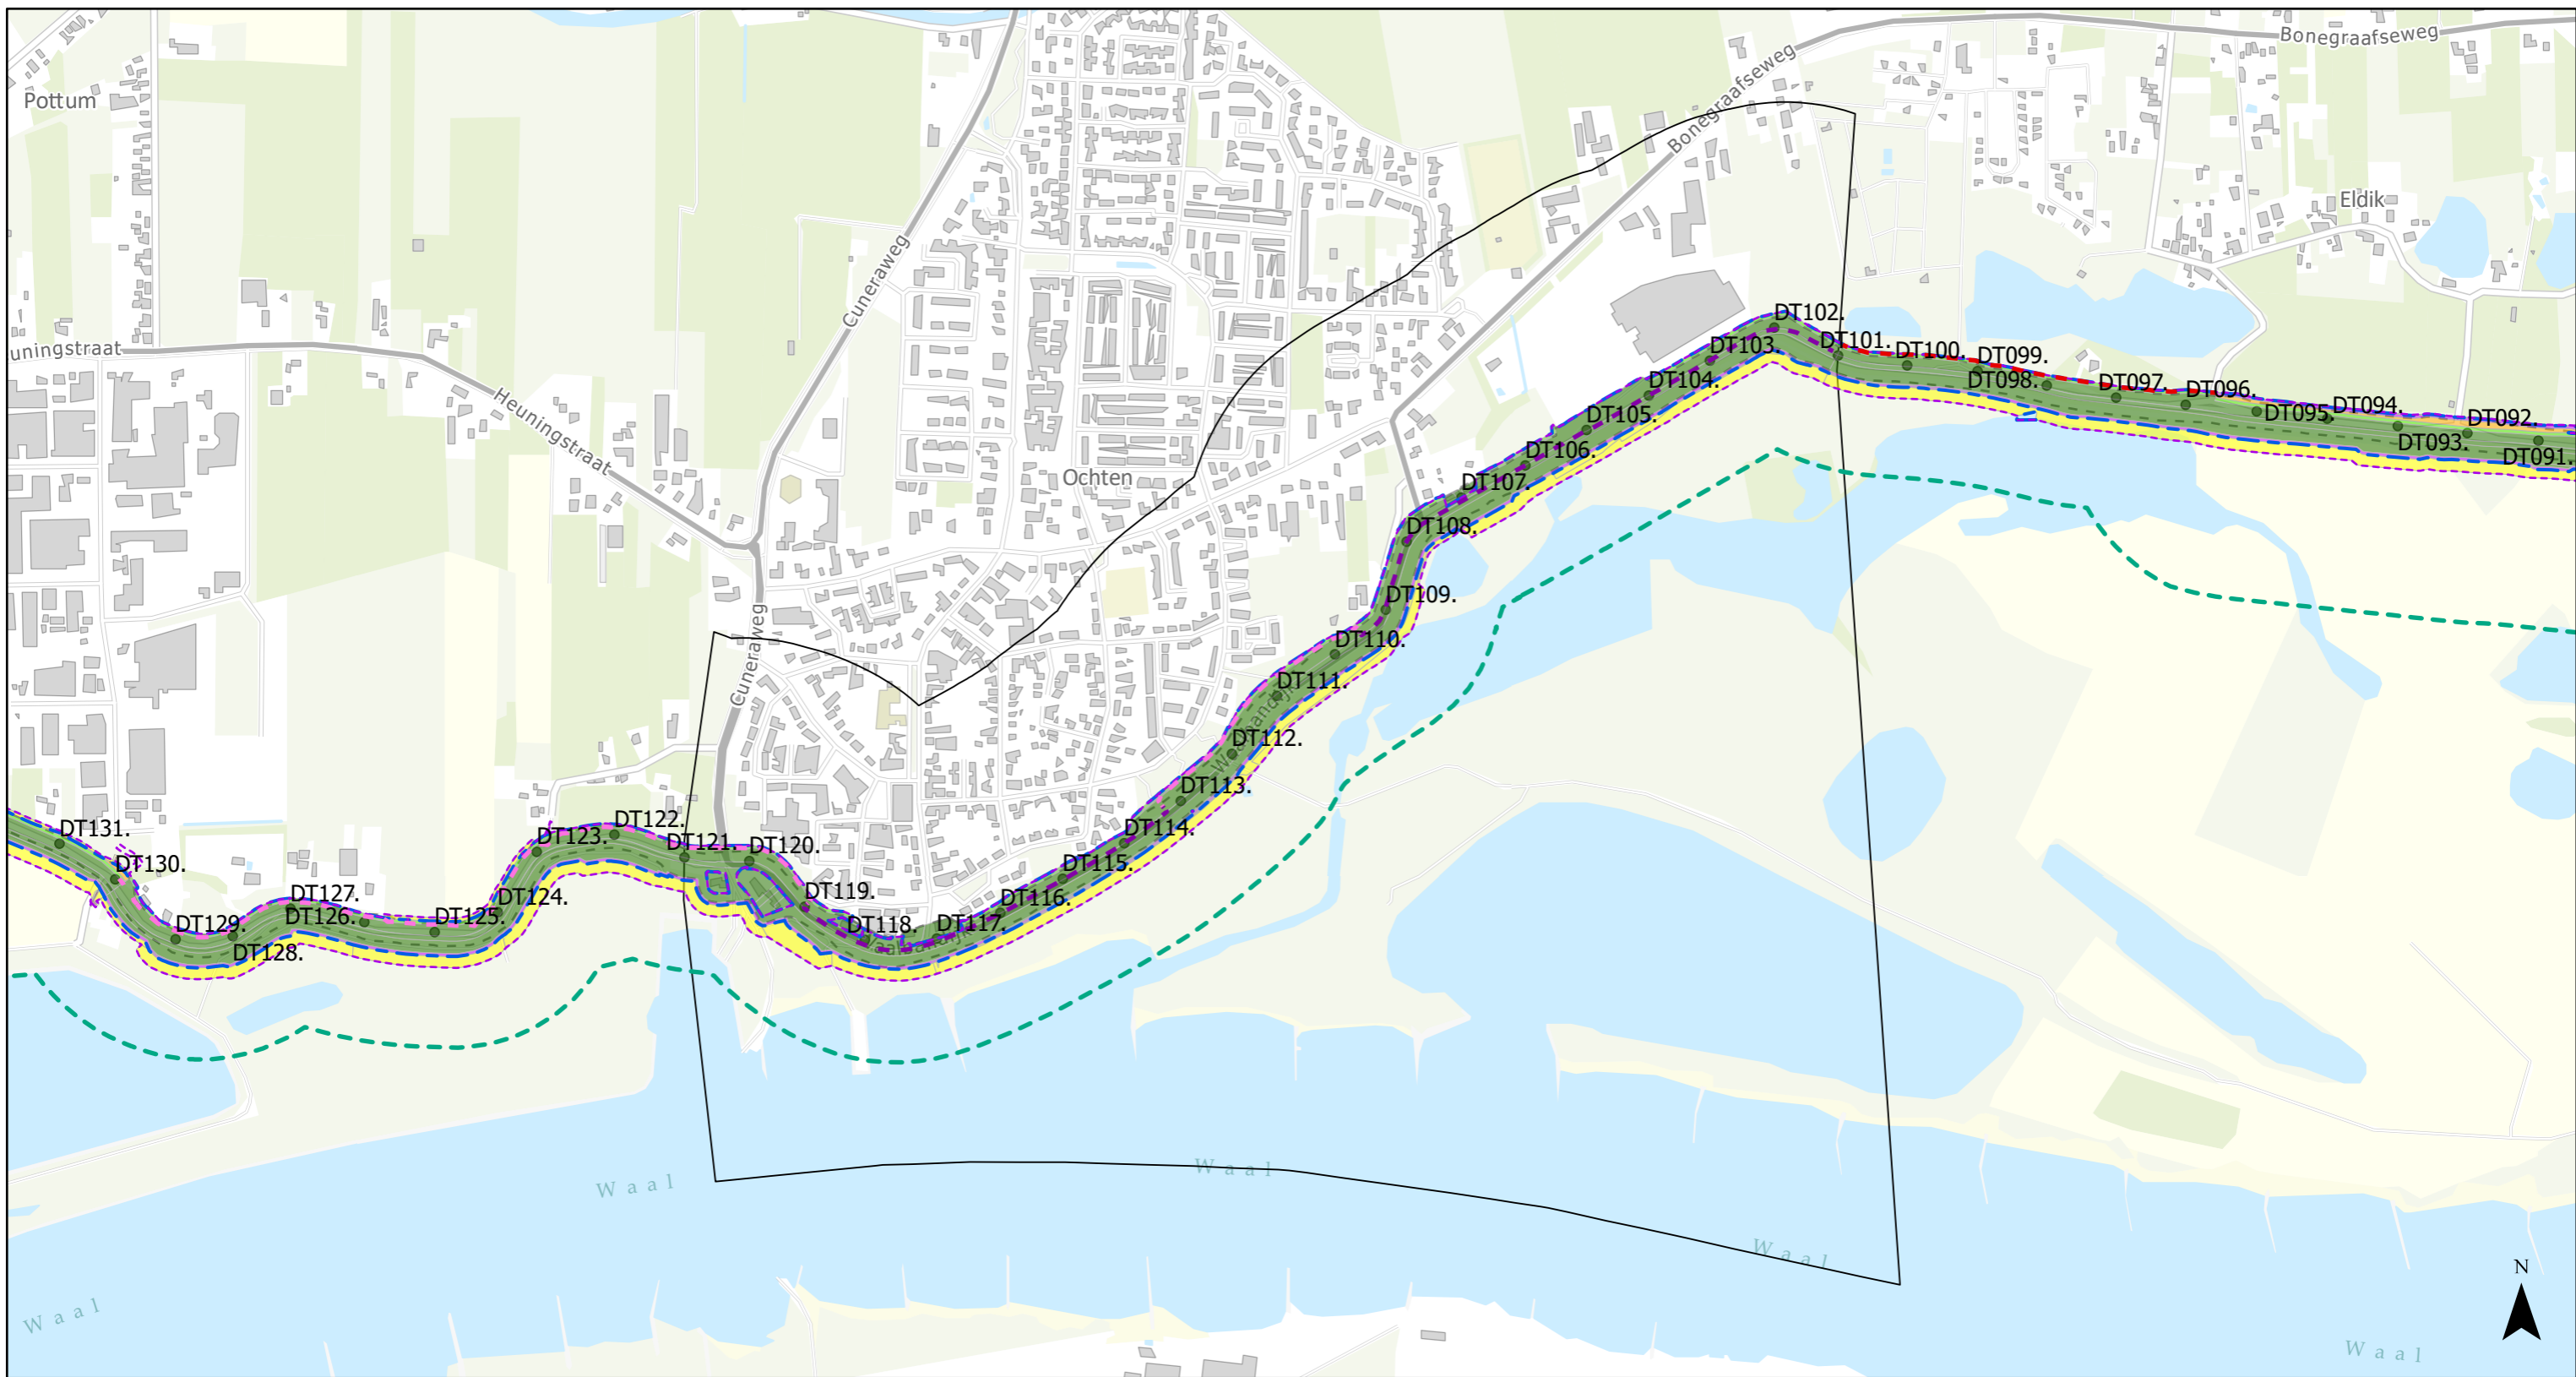 Bonegraafseweg
Bonegraafseweg
Pottum
Eldik
Cuneraweg
uningstraat
Heuningstraat
Ochten
Cuneraweg
DT102.
DT101.
DT100.
DT099.
DT098.
DT097.
DT096.
DT095.
DT094.
DT093.
DT092.
DT091.
DT103.
DT104.
DT105.
DT106.
DT107.
DT108.
DT109.
DT110.
DT111.
DT112.
DT113.
DT114.
DT115.
DT116.
DT117.
DT118.
DT119.
DT120.
DT121.
DT122.
DT123.
DT124.
DT125.
DT126.
DT127.
DT128.
DT129.
DT130.
DT131.
Waal
Waal
Waal
Waal
Waal
N